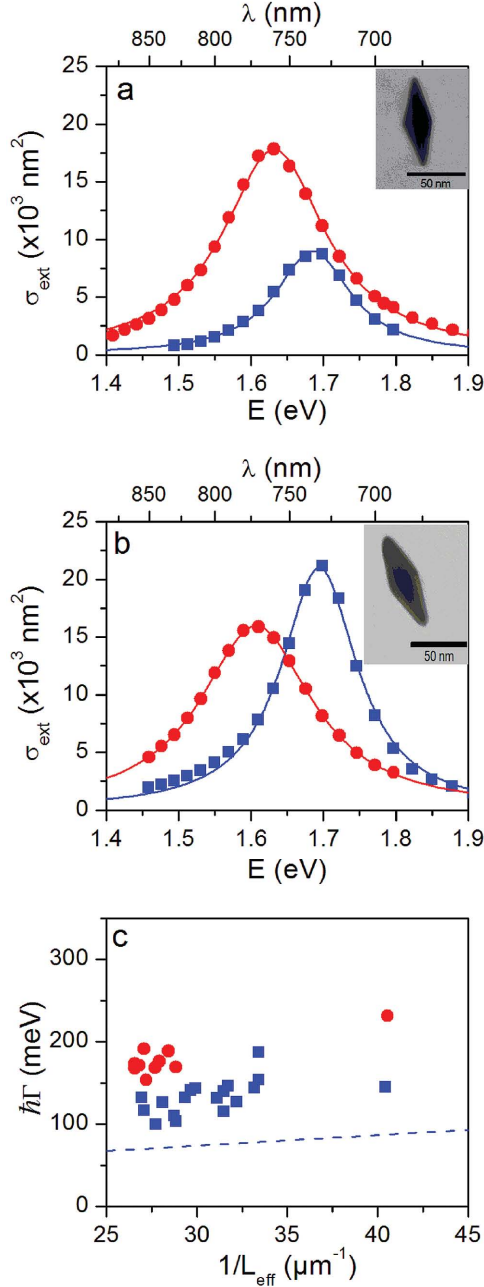 λ (nm)
850 800 750 700
25
20
15
10
5
0
a
σext (x10³ nm²)
50 nm
1.4 1.5 1.6 1.7 1.8 1.9
E (eV)
λ (nm)
850 800 750 700
25
20
15
10
5
0
b
σext (x10³ nm²)
50 nm
1.4 1.5 1.6 1.7 1.8 1.9
E (eV)
300
200
100
0
c
ℏΓ (meV)
25 30 35 40 45
1/Leff (µm⁻¹)